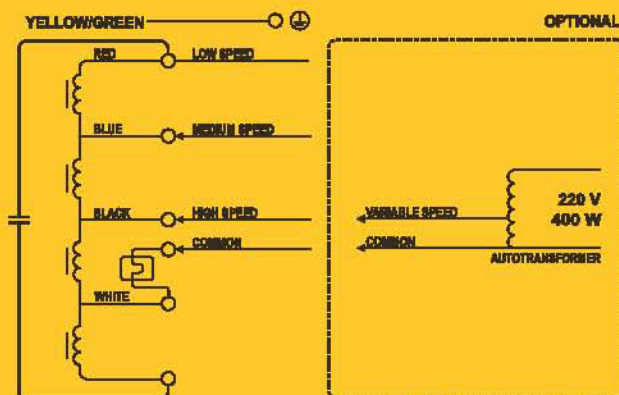 YELLOW/GREEN
OPTIONAL
RED LOW SPEED
BLUE MEDIUM SPEED
BLACK HIGH SPEED
COMMON
WHITE
VARIABLE SPEED
COMMON
220 V
400 W
AUTOTRANSFORMER